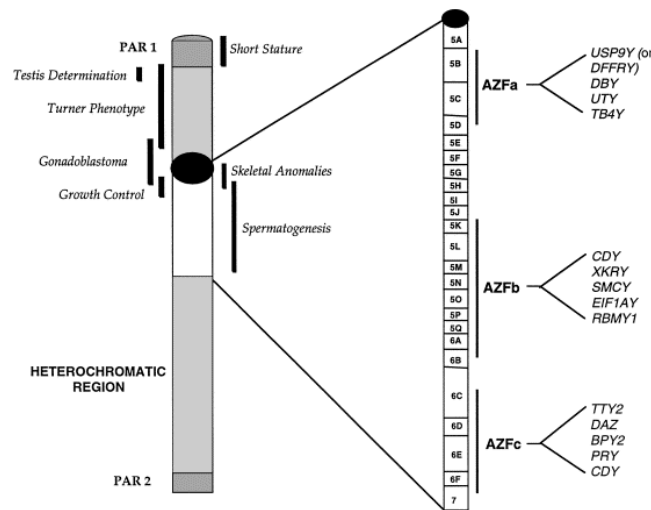 PAR 1
Short Stature
Testis Determination
Turner Phenotype
Gonadoblastoma
Skeletal Anomalies
Growth Control
Spermatogenesis
HETEROCHROMATIC
REGION
PAR 2
5A
5B
5C
5D
5E
5F
5G
5H
5I
5J
5K
5L
5M
5N
5O
5P
5Q
6A
6B
6C
6D
6E
6F
7
AZFa
USP9Y (or
DFFRY)
DBY
UTY
TB4Y
AZFb
CDY
XKRY
SMCY
EIF1AY
RBMY1
AZFc
TTY2
DAZ
BPY2
PRY
CDY